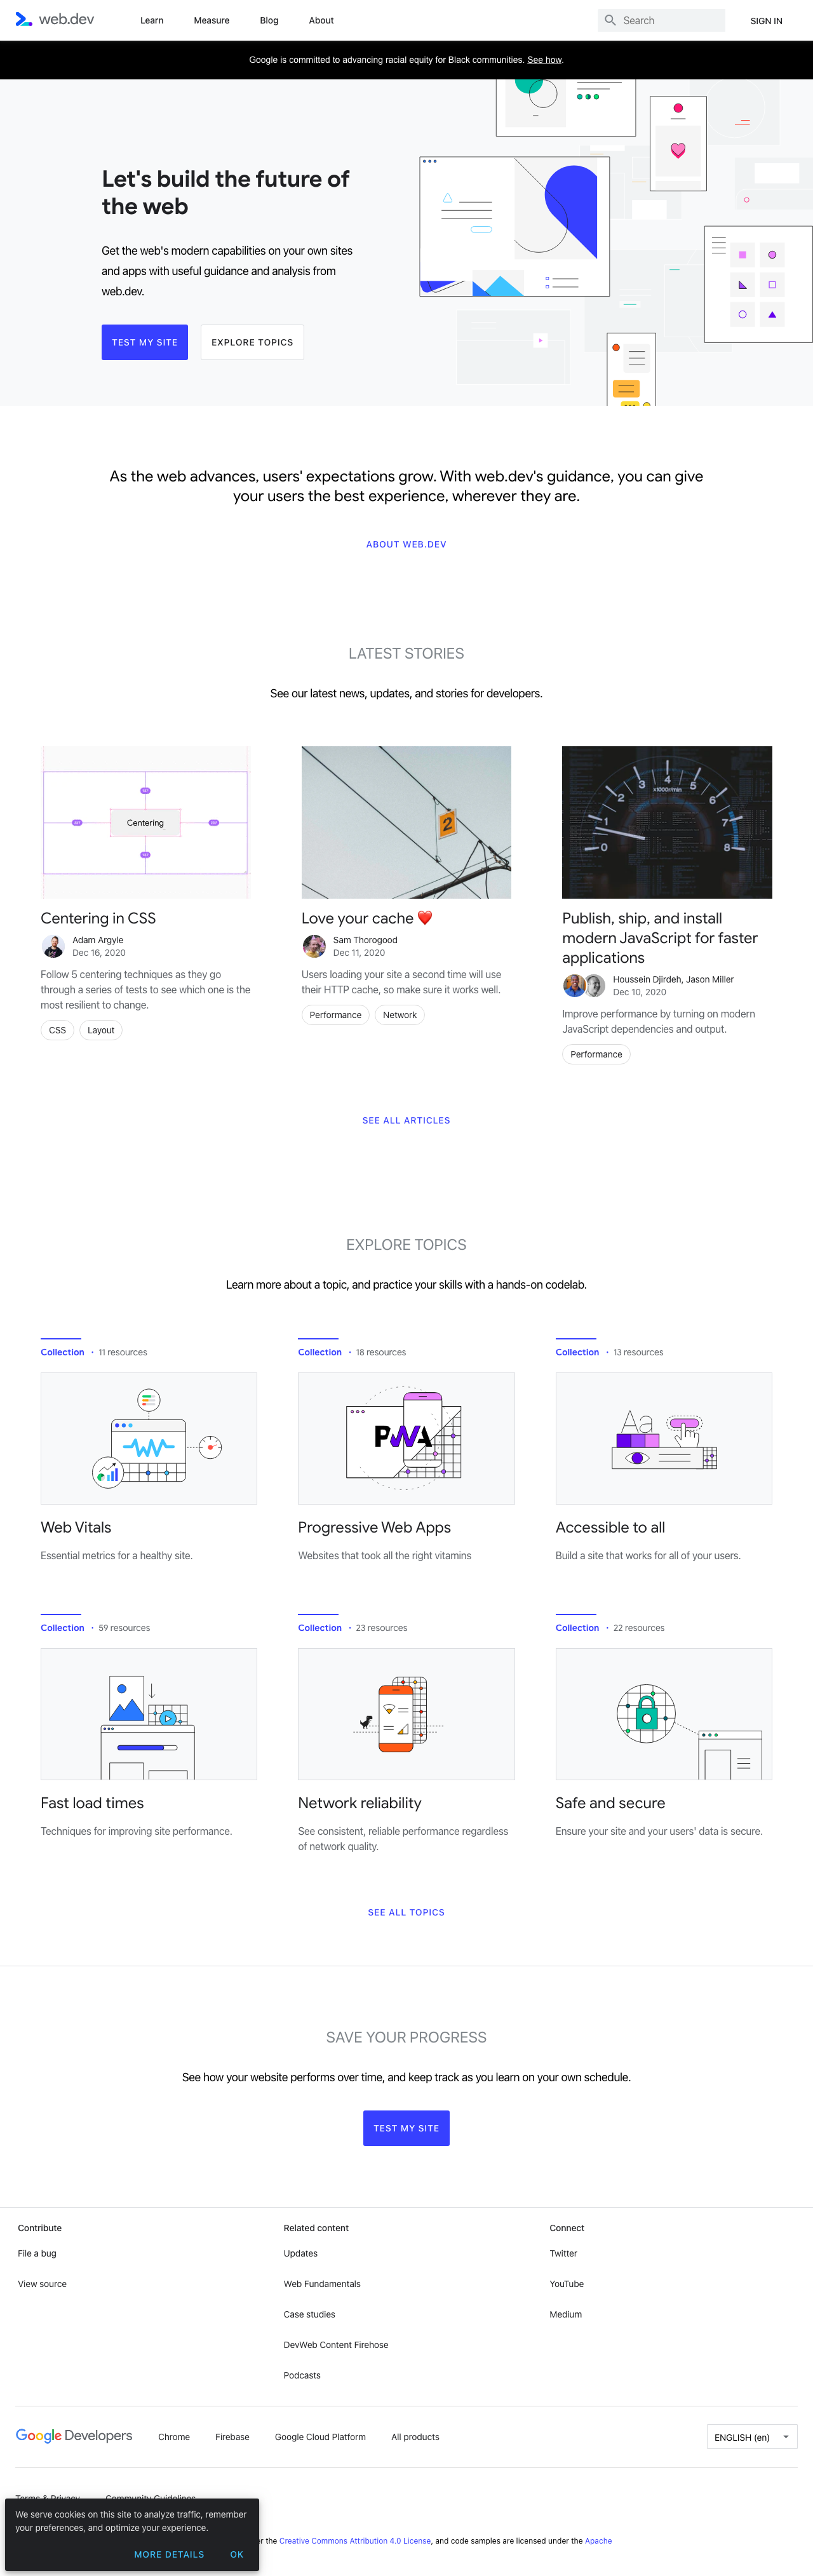 web.dev
Learn
Measure
Blog
About
Search
SIGN IN
Google is committed to advancing racial equity for Black communities. See how.
Let's build the future of
the web
Get the web's modern capabilities on your own sites
and apps with useful guidance and analysis from
web.dev.
TEST MY SITE
EXPLORE TOPICS
As the web advances, users' expectations grow. With web.dev's guidance, you can give
your users the best experience, wherever they are.
ABOUT WEB.DEV
LATEST STORIES
See our latest news, updates, and stories for developers.
Centering
Centering in CSS
Adam Argyle
Dec 16, 2020
Follow 5 centering techniques as they go
through a series of tests to see which one is the
most resilient to change.
CSS
Layout
2
Love your cache ❤️
Sam Thorogood
Dec 11, 2020
Users loading your site a second time will use
their HTTP cache, so make sure it works well.
Performance
Network
0 1 2 3 4 5 6 7 8
x1000r/min
Publish, ship, and install
modern JavaScript for faster
applications
Houssein Djirdeh, Jason Miller
Dec 10, 2020
Improve performance by turning on modern
JavaScript dependencies and output.
Performance
SEE ALL ARTICLES
EXPLORE TOPICS
Learn more about a topic, and practice your skills with a hands-on codelab.
Collection • 11 resources
Web Vitals
Essential metrics for a healthy site.
Collection • 18 resources
PWA
Progressive Web Apps
Websites that took all the right vitamins
Collection • 13 resources
Aa
Accessible to all
Build a site that works for all of your users.
Collection • 59 resources
Fast load times
Techniques for improving site performance.
Collection • 23 resources
Network reliability
See consistent, reliable performance regardless
of network quality.
Collection • 22 resources
Safe and secure
Ensure your site and your users' data is secure.
SEE ALL TOPICS
SAVE YOUR PROGRESS
See how your website performs over time, and keep track as you learn on your own schedule.
TEST MY SITE
Contribute
File a bug
View source
Related content
Updates
Web Fundamentals
Case studies
DevWeb Content Firehose
Podcasts
Connect
Twitter
YouTube
Medium
Google Developers
Chrome
Firebase
Google Cloud Platform
All products
ENGLISH (en)
Terms & Privacy
Community Guidelines
We serve cookies on this site to analyze traffic, remember
your preferences, and optimize your experience.
MORE DETAILS
OK
the Creative Commons Attribution 4.0 License, and code samples are licensed under the Apache